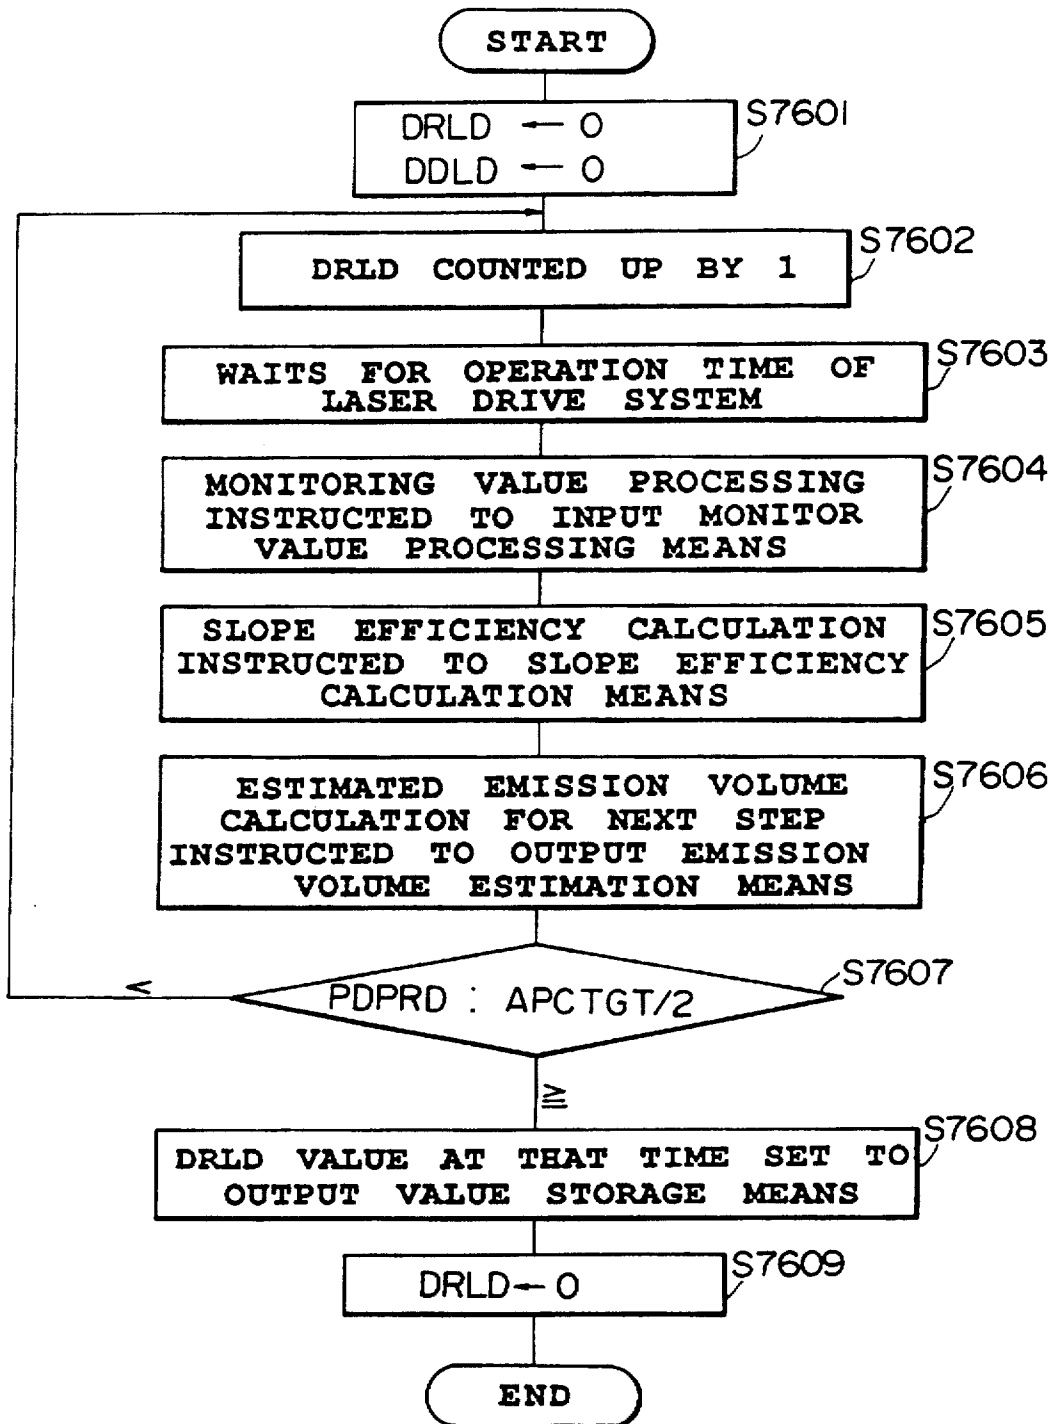 START
DRLD ← 0
S7601
DDLD ← 0
S7602
DRLD COUNTED UP BY 1
S7603
WAITS FOR OPERATION TIME OF
LASER DRIVE SYSTEM
S7604
MONITORING VALUE PROCESSING
INSTRUCTED TO INPUT MONITOR
VALUE PROCESSING MEANS
S7605
SLOPE EFFICIENCY CALCULATION
INSTRUCTED TO SLOPE EFFICIENCY
CALCULATION MEANS
S7606
ESTIMATED EMISSION VOLUME
CALCULATION FOR NEXT STEP
INSTRUCTED TO OUTPUT EMISSION
VOLUME ESTIMATION MEANS
S7607
<
PDPRD : APCTGT/2
≧
S7608
DRLD VALUE AT THAT TIME SET TO
OUTPUT VALUE STORAGE MEANS
S7609
DRLD ← 0
END